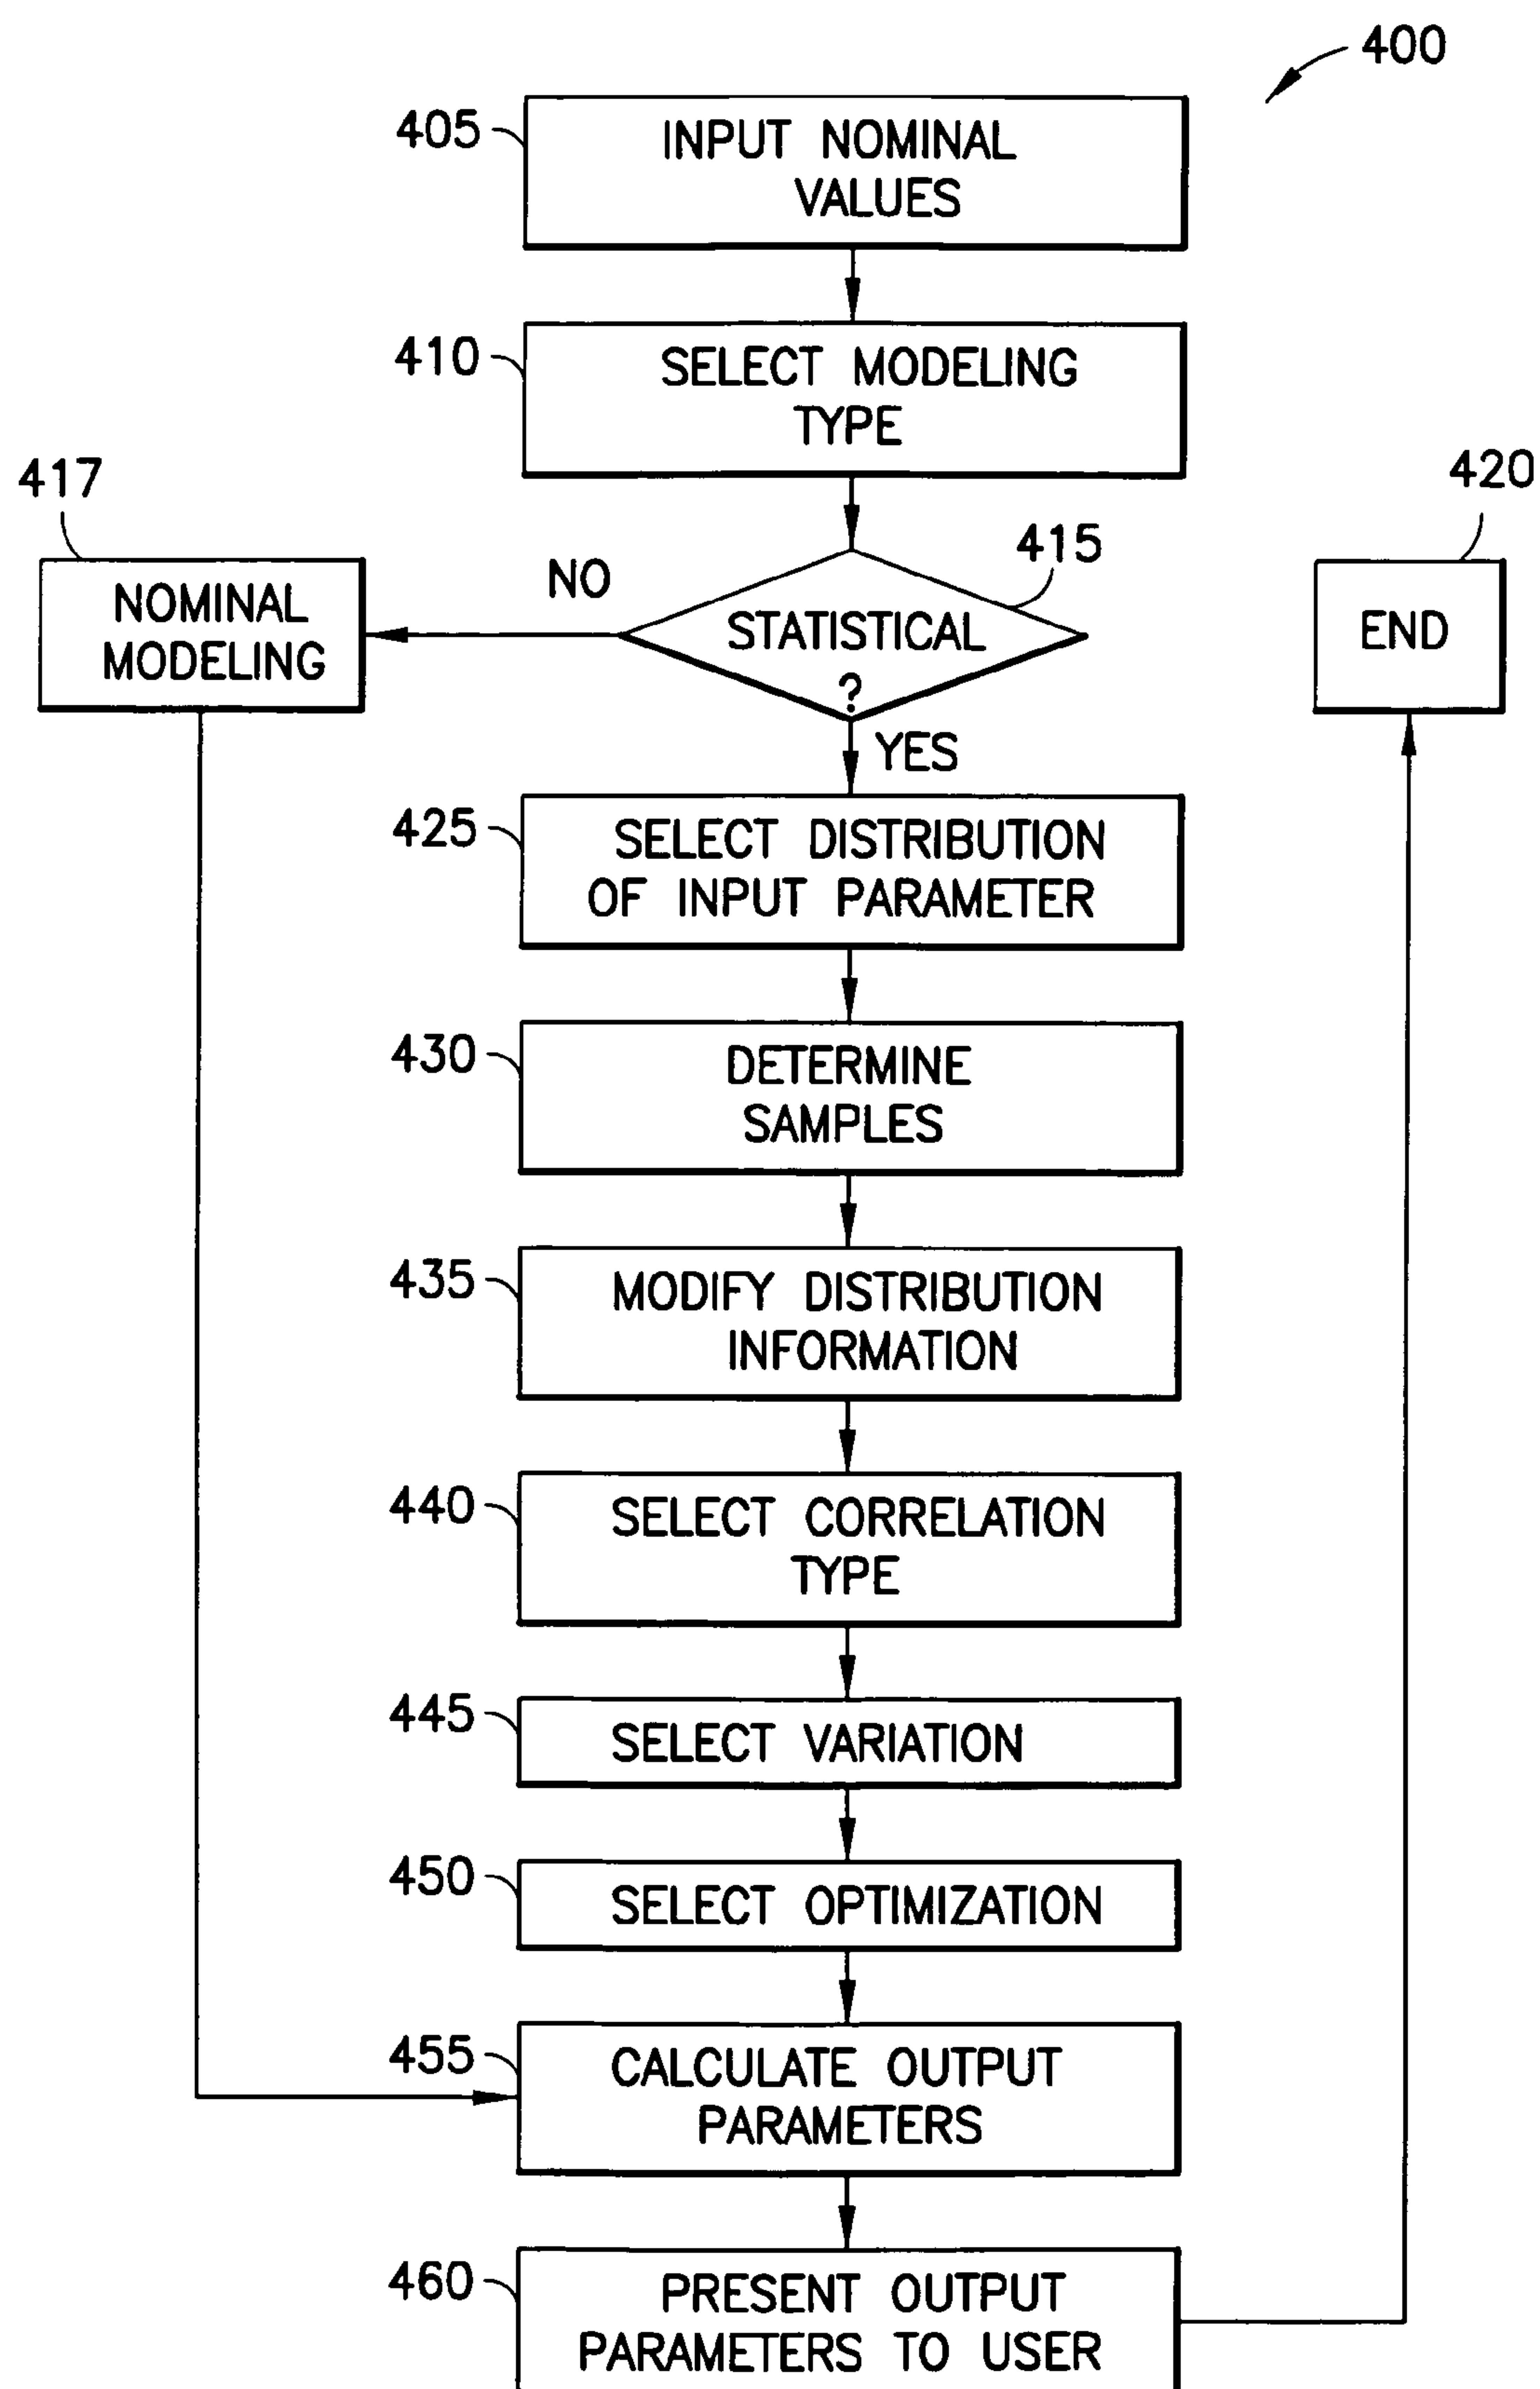 400
405
INPUT NOMINAL
VALUES
410
SELECT MODELING
TYPE
417
NOMINAL
MODELING
NO
415
STATISTICAL
?
YES
420
END
425
SELECT DISTRIBUTION
OF INPUT PARAMETER
430
DETERMINE
SAMPLES
435
MODIFY DISTRIBUTION
INFORMATION
440
SELECT CORRELATION
TYPE
445
SELECT VARIATION
450
SELECT OPTIMIZATION
455
CALCULATE OUTPUT
PARAMETERS
460
PRESENT OUTPUT
PARAMETERS TO USER